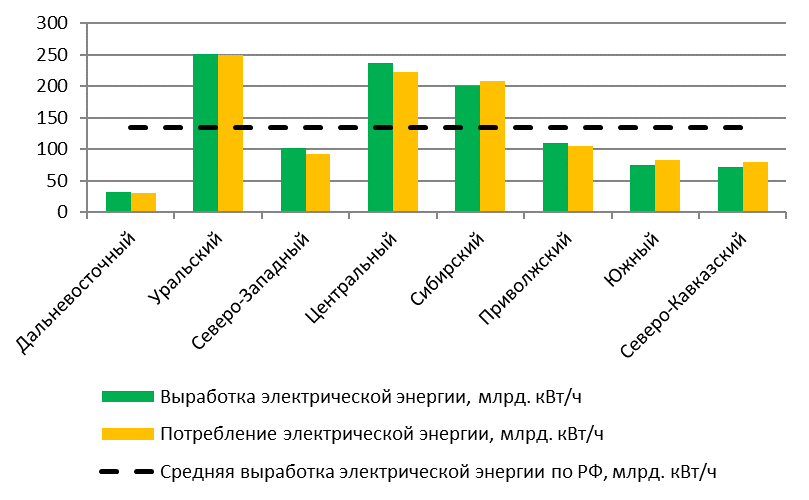 300
250
200
150
100
50
0
Дальневосточный
Уральский
Северо-Западный
Центральный
Сибирский
Приволжский
Южный
Северо-Кавказский
Выработка электрической энергии, млрд. кВт/ч
Потребление электрической энергии, млрд. кВт/ч
Средняя выработка электрической энергии по РФ, млрд. кВт/ч